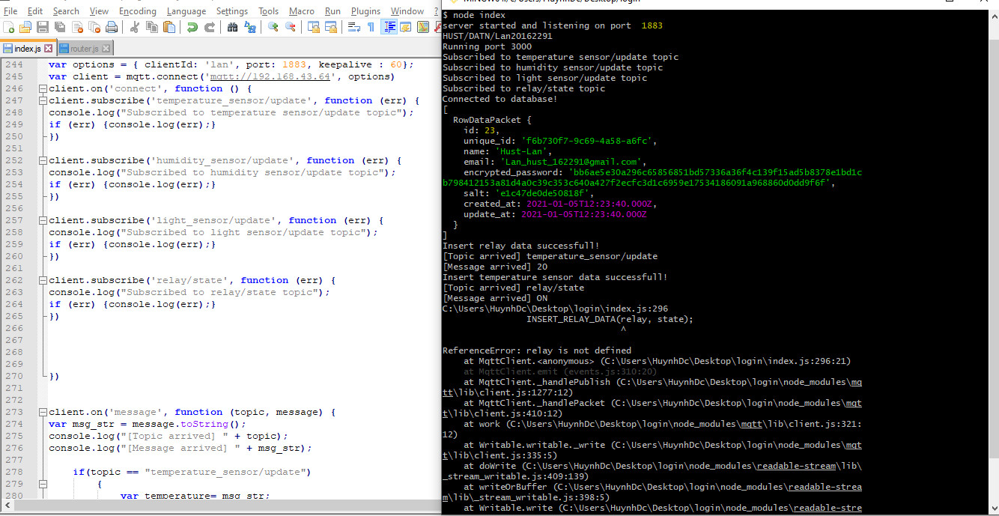 File Edit Search View Encoding Language Settings Tools Macro Run Plugins Window ?
index.js router.js
244 var options = { clientId: 'lan', port: 1883, keepalive : 60};
245 var client = mqtt.connect('mqtt://192.168.43.64', options)
246 client.on('connect', function () {
247 client.subscribe('temperature_sensor/update', function (err) {
248 console.log("Subscribed to temperature sensor/update topic");
249 if (err) {console.log(err);}
250 })
251
252 client.subscribe('humidity_sensor/update', function (err) {
253 console.log("Subscribed to humidity sensor/update topic");
254 if (err) {console.log(err);}
255 })
256
257 client.subscribe('light_sensor/update', function (err) {
258 console.log("Subscribed to light sensor/update topic");
259 if (err) {console.log(err);}
260 })
261
262 client.subscribe('relay/state', function (err) {
263 console.log("Subscribed to relay/state topic");
264 if (err) {console.log(err);}
265 })
266
267
268
269
270 })
271
272
273 client.on('message', function (topic, message) {
274 var msg_str = message.toString();
275 console.log("[Topic arrived] " + topic);
276 console.log("[Message arrived] " + msg_str);
277
278 if(topic == "temperature_sensor/update")
279 {
280 var temperature= msg_str;
$ node index
server started and listening on port 1883
HUST/DATN/Lan20162291
Running port 3000
Subscribed to temperature sensor/update topic
Subscribed to humidity sensor/update topic
Subscribed to light sensor/update topic
Subscribed to relay/state topic
Connected to database!
[
RowDataPacket {
id: 23,
unique_id: 'f6b730f7-9c69-4a58-a6fc',
name: 'Hust-Lan',
email: 'Lan_hust_162291@gmail.com',
encrypted_password: 'bb6ae5e30a296c65856851bd57336a36f4c139f15ad5b8378e1bd1c
b798412153a81d4a0c39c353c640a427f2ecfc3d1c6959e17534186091a968860d0dd9f6f',
salt: 'e1c47de0de50818f',
created_at: 2021-01-05T12:23:40.000Z,
update_at: 2021-01-05T12:23:40.000Z
}
]
Insert relay data successfull!
[Topic arrived] temperature_sensor/update
[Message arrived] 20
Insert temperature sensor data successfull!
[Topic arrived] relay/state
[Message arrived] ON
C:\Users\HuynhDc\Desktop\login\index.js:296
INSERT_RELAY_DATA(relay, state);
^
ReferenceError: relay is not defined
at MqttClient.<anonymous> (C:\Users\HuynhDc\Desktop\login\index.js:296:21)
at MqttClient.emit (events.js:310:20)
at MqttClient._handlePublish (C:\Users\HuynhDc\Desktop\login\node_modules\mq
tt\lib\client.js:1277:12)
at MqttClient._handlePacket (C:\Users\HuynhDc\Desktop\login\node_modules\mqt
t\lib\client.js:410:12)
at work (C:\Users\HuynhDc\Desktop\login\node_modules\mqtt\lib\client.js:321:
12)
at Writable.writable._write (C:\Users\HuynhDc\Desktop\login\node_modules\mqt
t\lib\client.js:335:5)
at doWrite (C:\Users\HuynhDc\Desktop\login\node_modules\readable-stream\lib\
_stream_writable.js:409:139)
at writeOrBuffer (C:\Users\HuynhDc\Desktop\login\node_modules\readable-strea
m\lib\_stream_writable.js:398:5)
at Writable.write (C:\Users\HuynhDc\Desktop\login\node_modules\readable-stre